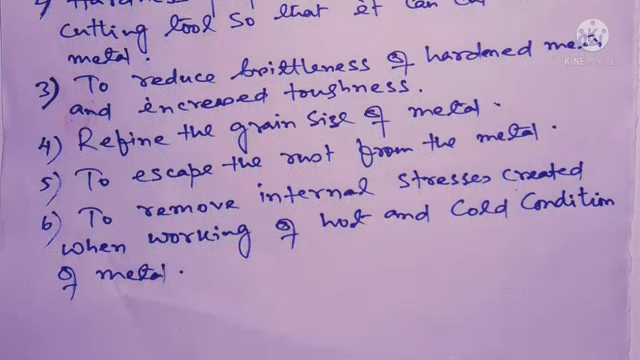 cutting tool so that it can
metal.
3) To reduce brittleness of hardened metal
and increased toughness.
4) Refine the grain size of metal.
5) To escape the rust from the metal.
6) To remove internal stresses created
when working of hot and cold condition
of metal.
KINEMASTER